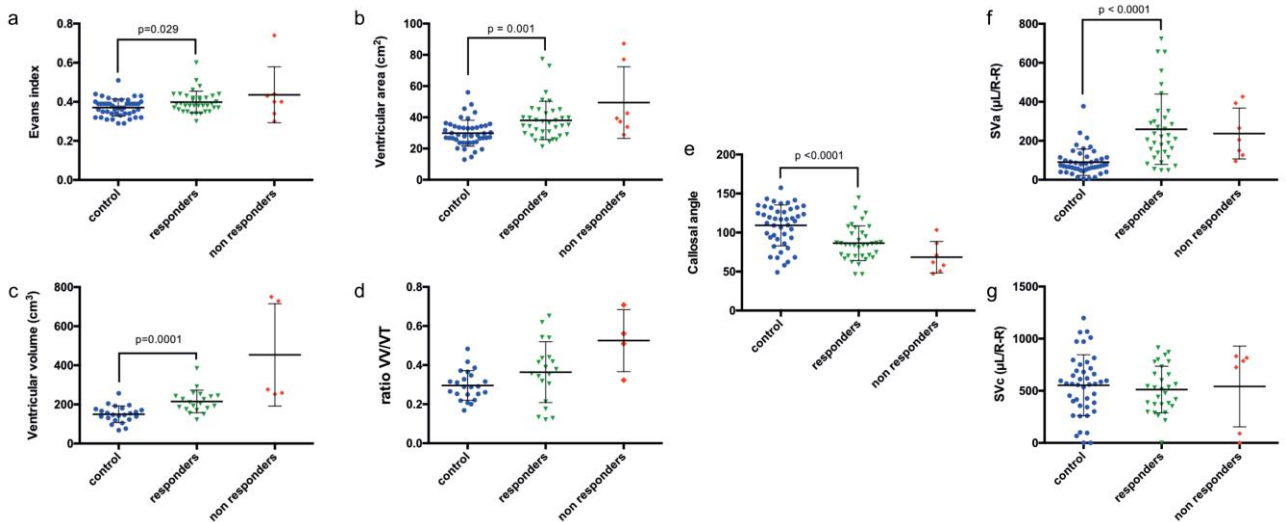 a
p=0.029
Evans index
0.8
0.6
0.4
0.2
0.0
control
responders
non responders
b
p = 0.001
Ventricular area (cm²)
100
80
60
40
20
0
control
responders
non responders
c
p=0.0001
Ventricular volume (cm³)
800
600
400
200
0
control
responders
non responders
d
ratio VV/VT
0.8
0.6
0.4
0.2
0.0
control
responders
non responders
e
p <0.0001
Callosal angle
200
150
100
50
0
control
responders
non responders
f
p < 0.0001
SVa (µL/R-R)
800
600
400
200
0
control
responders
non responders
g
SVc (µL/R-R)
1500
1000
500
0
control
responders
non responders